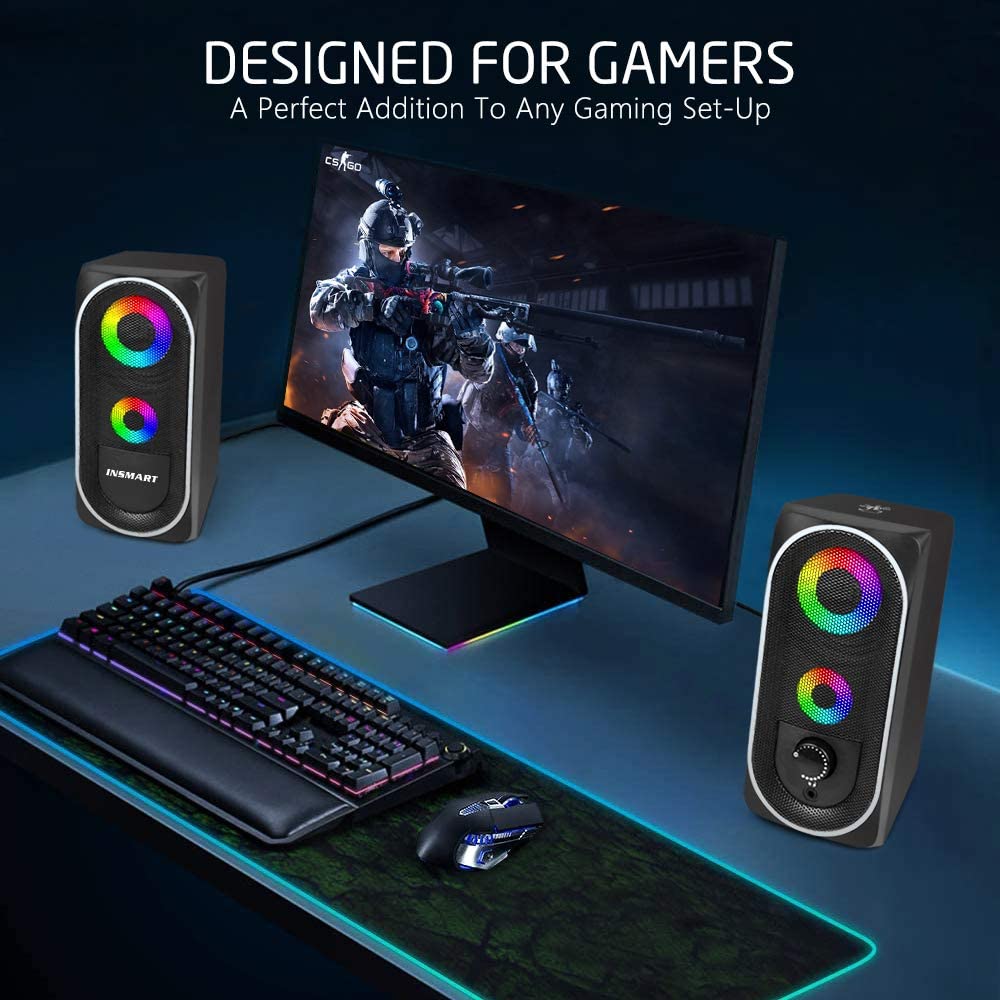 DESIGNED FOR GAMERS
A Perfect Addition To Any Gaming Set-Up
CS GO
INSMART